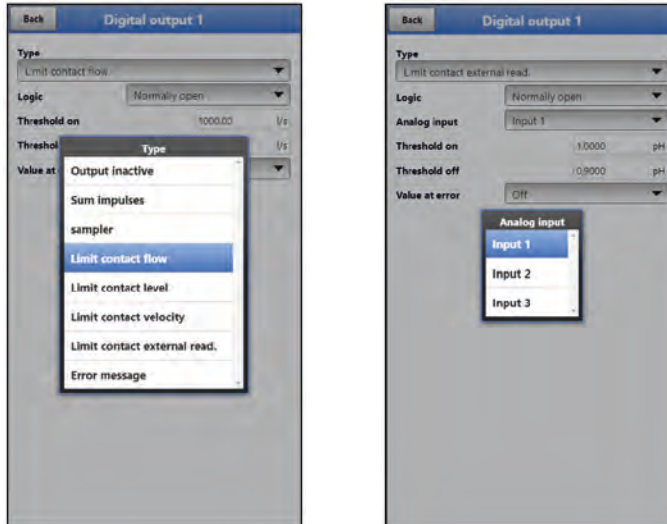 Back Digital output 1
Type
Limit contact flow
Logic Normally open
Threshold on 1000.00 l/s
Threshol l/s
Value at
Type
Output inactive
Sum impulses
sampler
Limit contact flow
Limit contact level
Limit contact velocity
Limit contact external read.
Error message
Back Digital output 1
Type
Limit contact external read.
Logic Normally open
Analog input Input 1
Threshold on 1.0000 pH
Threshold off 0.9000 pH
Value at error Off
Analog input
Input 1
Input 2
Input 3